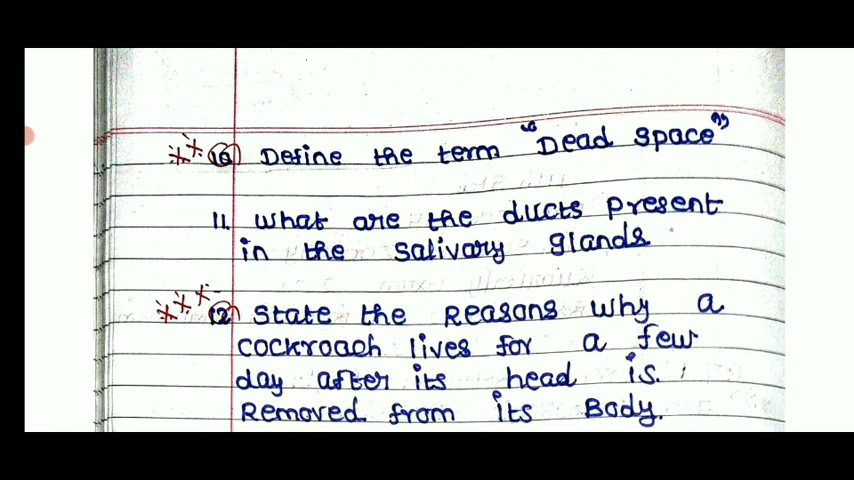 10 Define the term "Dead space"
11. What are the ducts present
in the salivary glands
12 State the Reasons why a
cockroach lives for a few
day after its head is.
Removed from its Body.